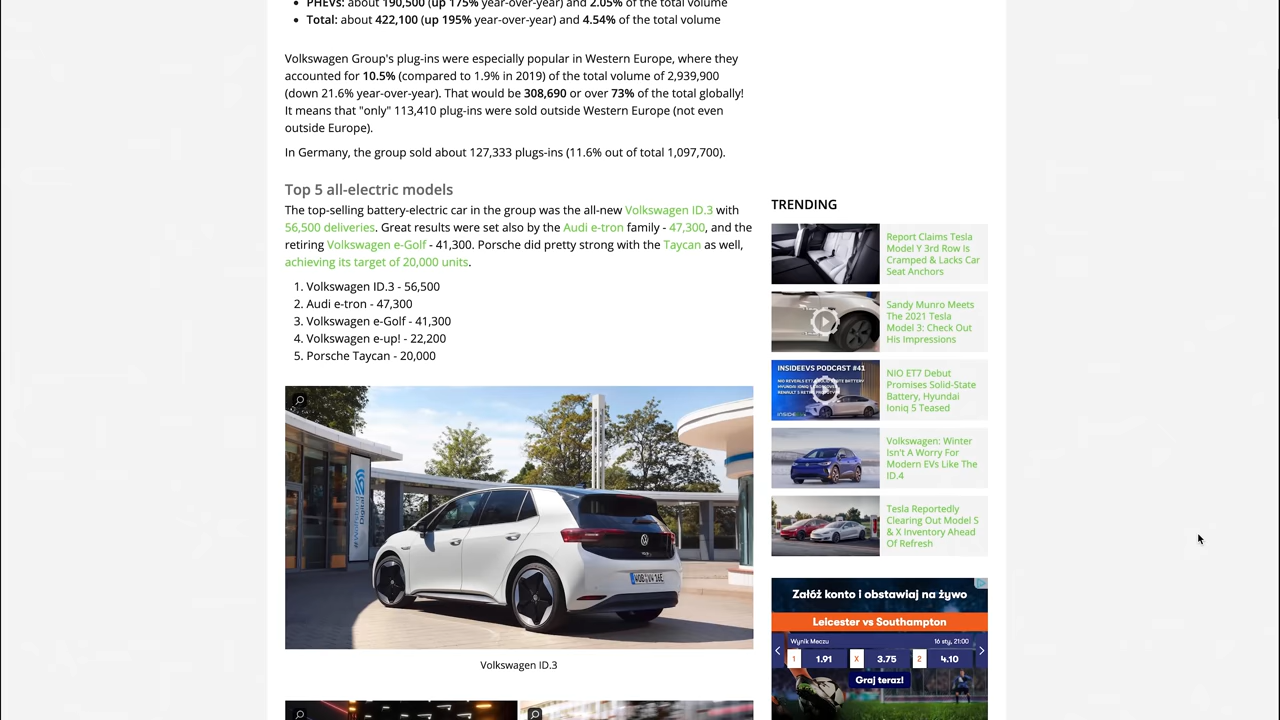 PHEVs: about 190,500 (up 175% year-over-year) and 2.05% of the total volume
Total: about 422,100 (up 195% year-over-year) and 4.54% of the total volume
Volkswagen Group's plug-ins were especially popular in Western Europe, where they
accounted for 10.5% (compared to 1.9% in 2019) of the total volume of 2,939,900
(down 21.6% year-over-year). That would be 308,690 or over 73% of the total globally!
It means that "only" 113,410 plug-ins were sold outside Western Europe (not even
outside Europe).
In Germany, the group sold about 127,333 plugs-ins (11.6% out of total 1,097,700).
Top 5 all-electric models
The top-selling battery-electric car in the group was the all-new Volkswagen ID.3 with
56,500 deliveries. Great results were set also by the Audi e-tron family - 47,300, and the
retiring Volkswagen e-Golf - 41,300. Porsche did pretty strong with the Taycan as well,
achieving its target of 20,000 units.
1. Volkswagen ID.3 - 56,500
2. Audi e-tron - 47,300
3. Volkswagen e-Golf - 41,300
4. Volkswagen e-up! - 22,200
5. Porsche Taycan - 20,000
Volkswagen ID.3
TRENDING
Report Claims Tesla
Model Y 3rd Row Is
Cramped & Lacks Car
Seat Anchors
Sandy Munro Meets
The 2021 Tesla
Model 3: Check Out
His Impressions
INSIDEEVS PODCAST #41
NIO ET7 Debut
Promises Solid-State
Battery, Hyundai
Ioniq 5 Teased
Volkswagen: Winter
Isn't A Worry For
Modern EVs Like The
ID.4
Tesla Reportedly
Clearing Out Model S
& X Inventory Ahead
Of Refresh
Załóż konto i obstawiaj na żywo
Leicester vs Southampton
Wynik Meczu 16 sty, 21:00
1 1.91 X 3.75 2 4.10
Graj teraz!